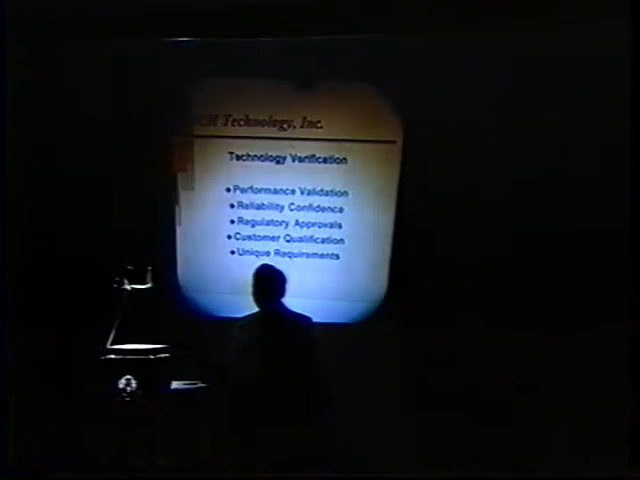 Technology, Inc.
Technology Verification
◆Performance Validation
◆Reliability Confidence
◆Regulatory Approvals
◆Customer Qualification
◆Unique Requirements